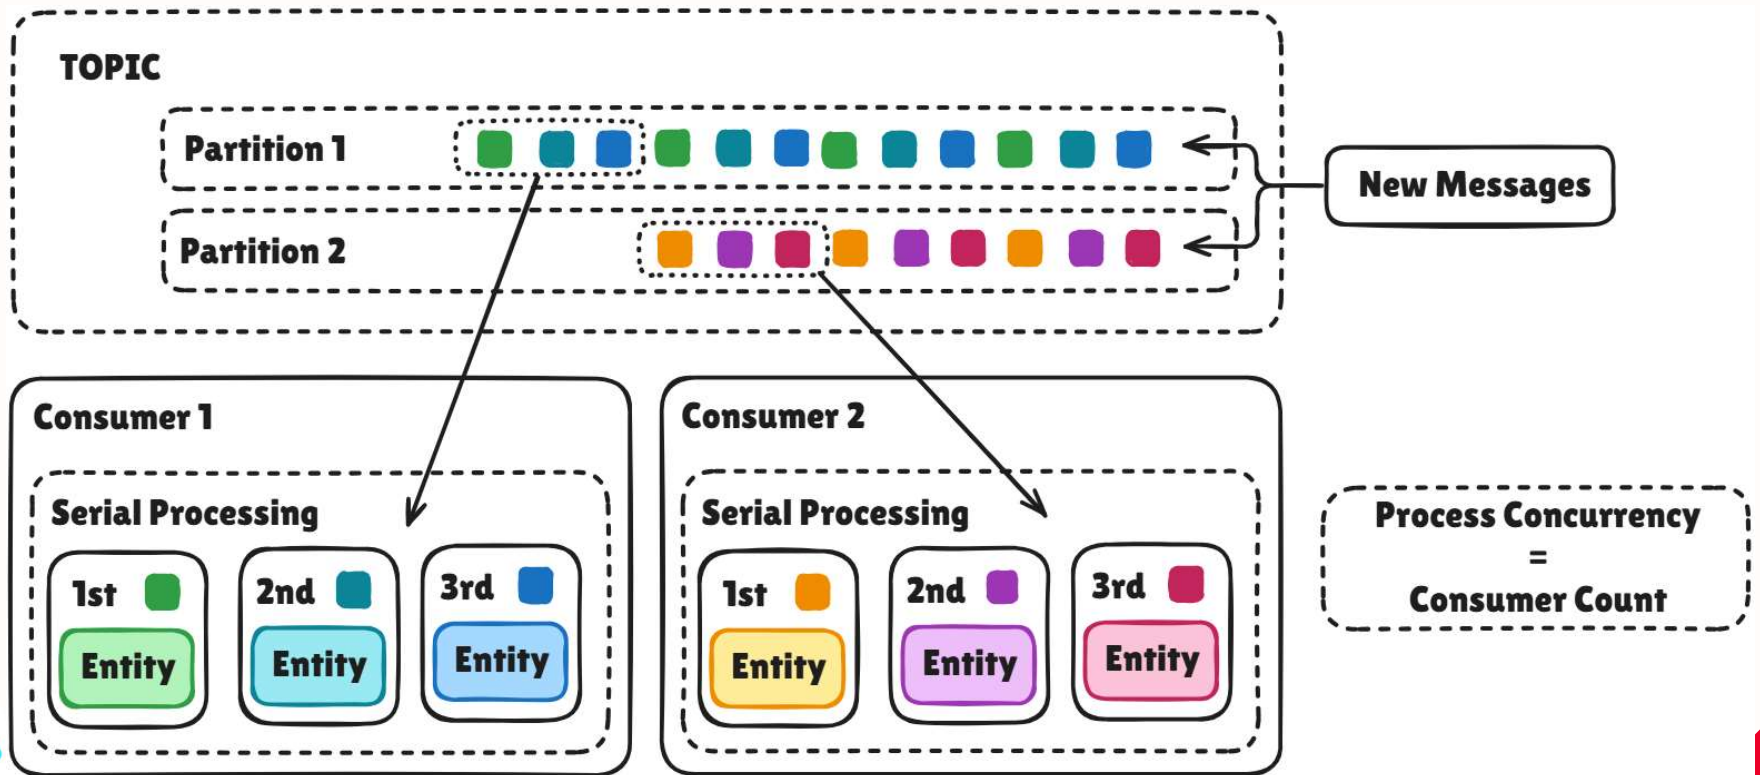 TOPIC
Partition 1
Partition 2
New Messages
Consumer 1
Serial Processing
1st
2nd
3rd
Entity
Entity
Entity
Consumer 2
Serial Processing
1st
2nd
3rd
Entity
Entity
Entity
Process Concurrency
=
Consumer Count